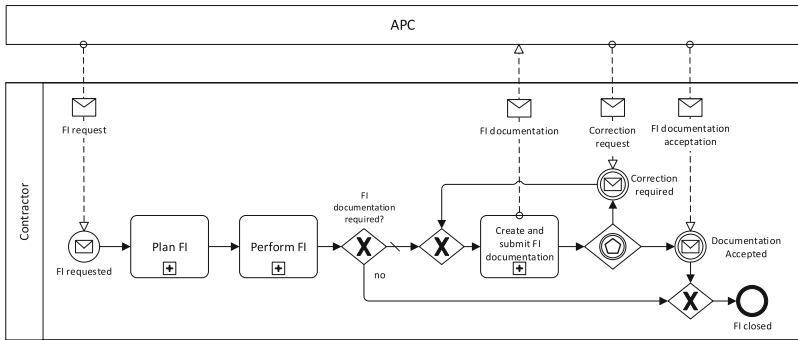 APC
Contractor
FI request
FI documentation
Correction
request
FI documentation
acceptation
FI requested
Plan FI
Perform FI
FI
documentation
required?
no
Create and
submit FI
documentation
Correction
required
Documentation
Accepted
FI closed